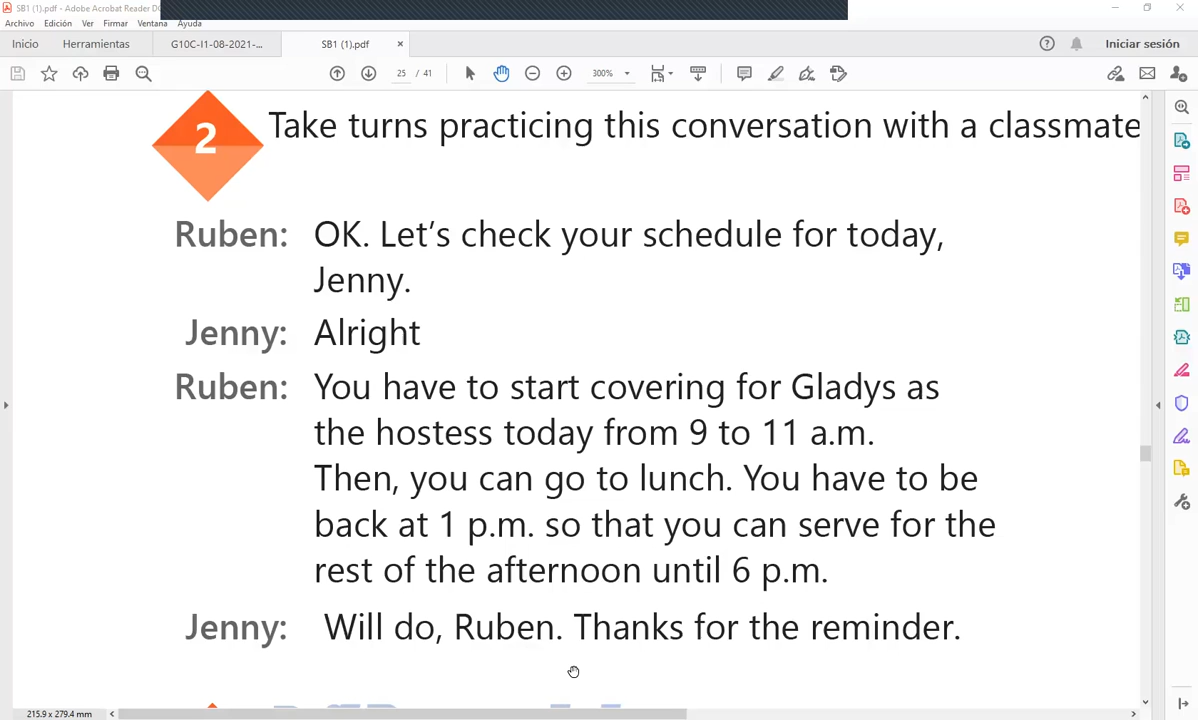 SB1 (1).pdf - Adobe Acrobat Reader DC
Archivo Edición Ver Firmar Ventana Ayuda
Inicio Herramientas G10C-I1-08-2021-... SB1 (1).pdf × Iniciar sesión
25 / 41 300%
2 Take turns practicing this conversation with a classmate
Ruben: OK. Let's check your schedule for today,
Jenny.
Jenny: Alright
Ruben: You have to start covering for Gladys as
the hostess today from 9 to 11 a.m.
Then, you can go to lunch. You have to be
back at 1 p.m. so that you can serve for the
rest of the afternoon until 6 p.m.
Jenny: Will do, Ruben. Thanks for the reminder.
215.9 x 279.4 mm